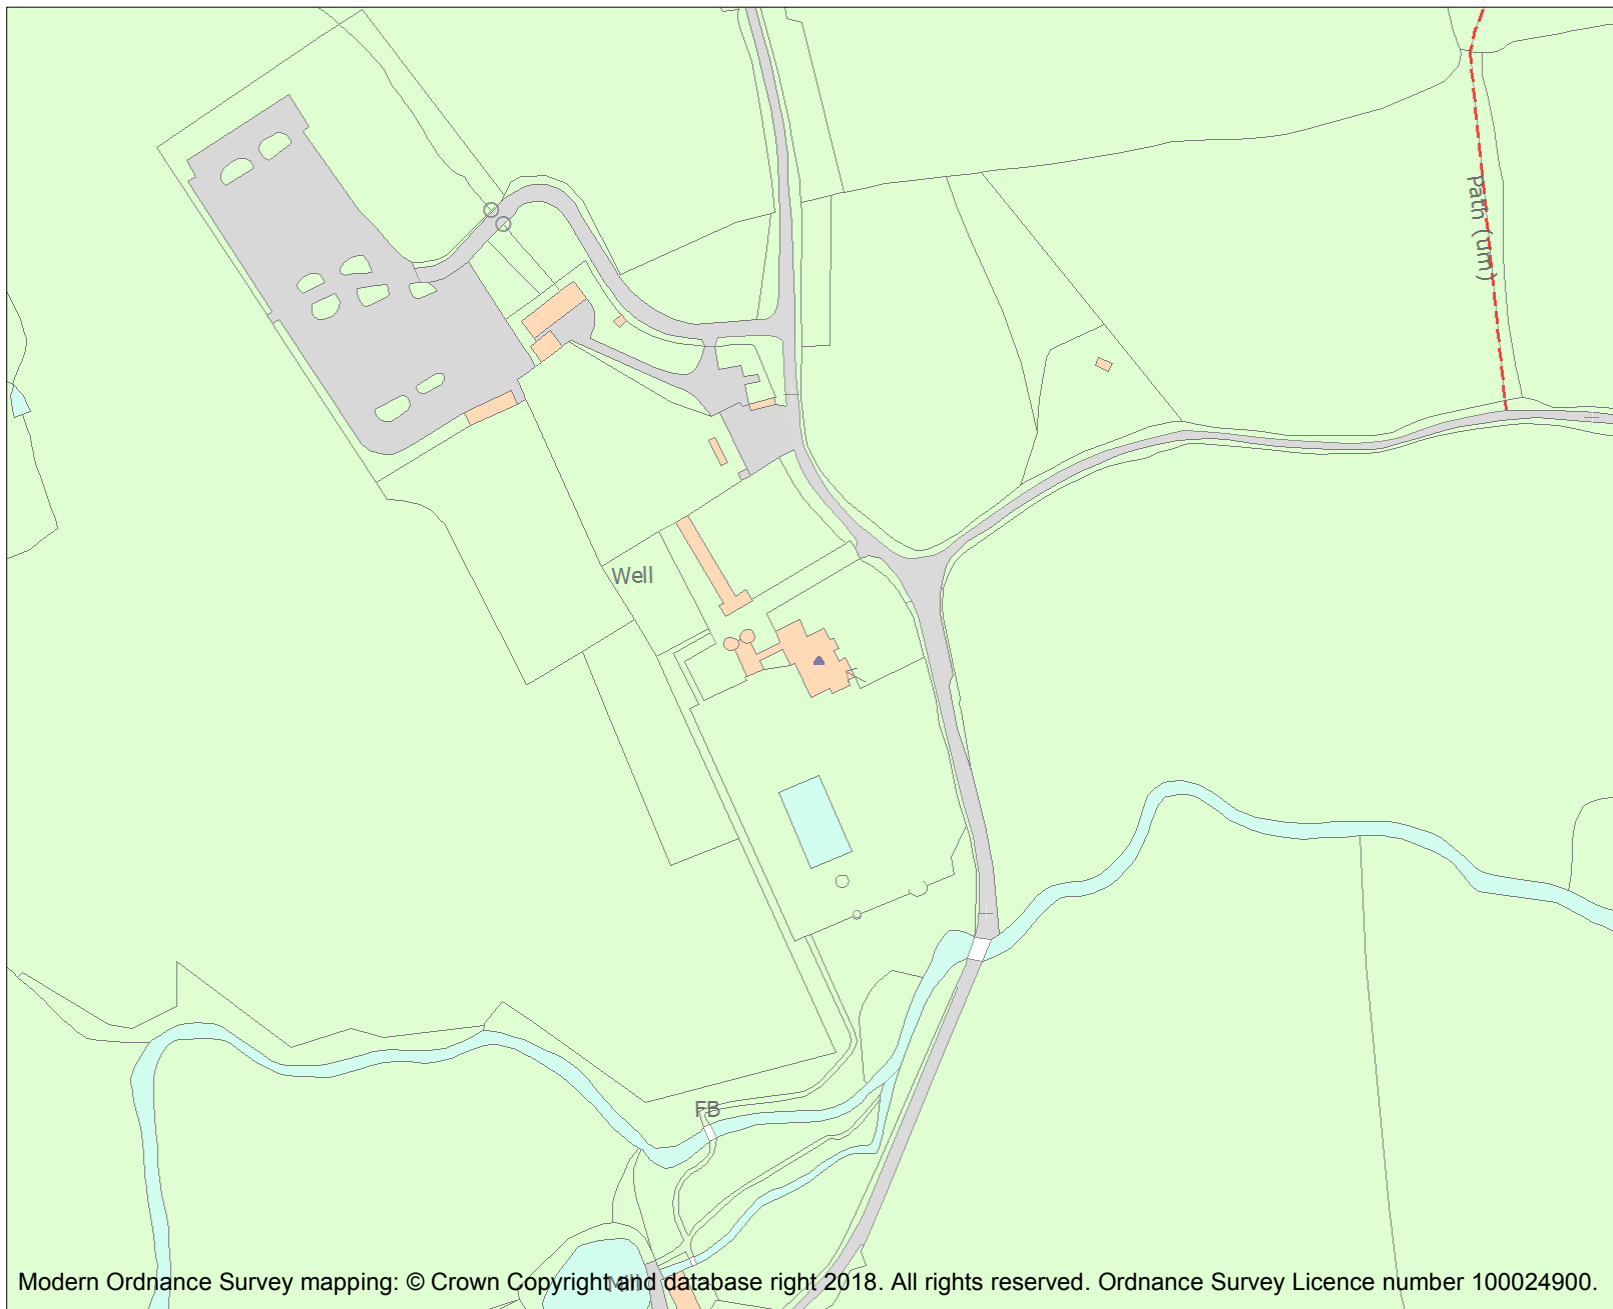 Path (um)
Well
FB
Mill
Modern Ordnance Survey mapping: © Crown Copyright and database right 2018. All rights reserved. Ordnance Survey Licence number 100024900.